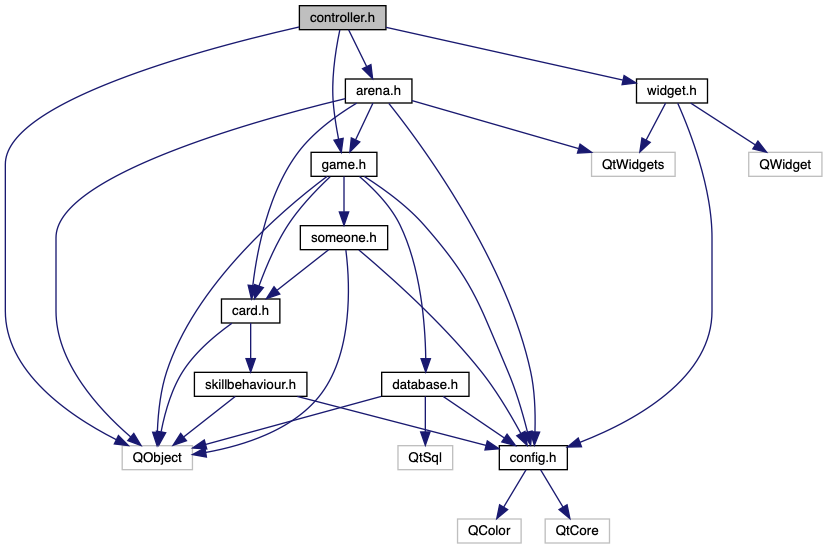 controller.h
arena.h
widget.h
game.h
QtWidgets
QWidget
someone.h
card.h
skillbehaviour.h
database.h
QObject
QtSql
config.h
QColor
QtCore